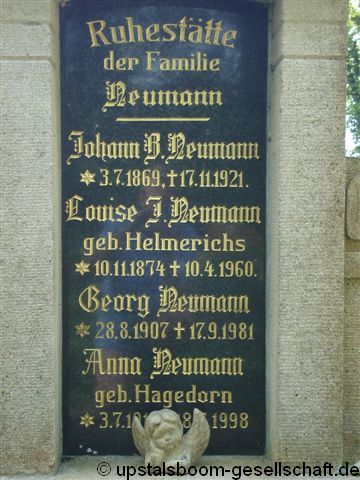 Ruhestätte
der Familie
Neumann
Johann B. Neumann
✶ 3.7.1869, † 17.11.1921.
Louise J. Neumann
geb. Helmerichs
✶ 10.11.1874 † 10.4.1960.
Georg Neumann
✶ 28.8.1907 † 17.9.1981
Anna Neumann
geb. Hagedorn
✶ 3.7. 1998
© upstalsboom-gesellschaft.de